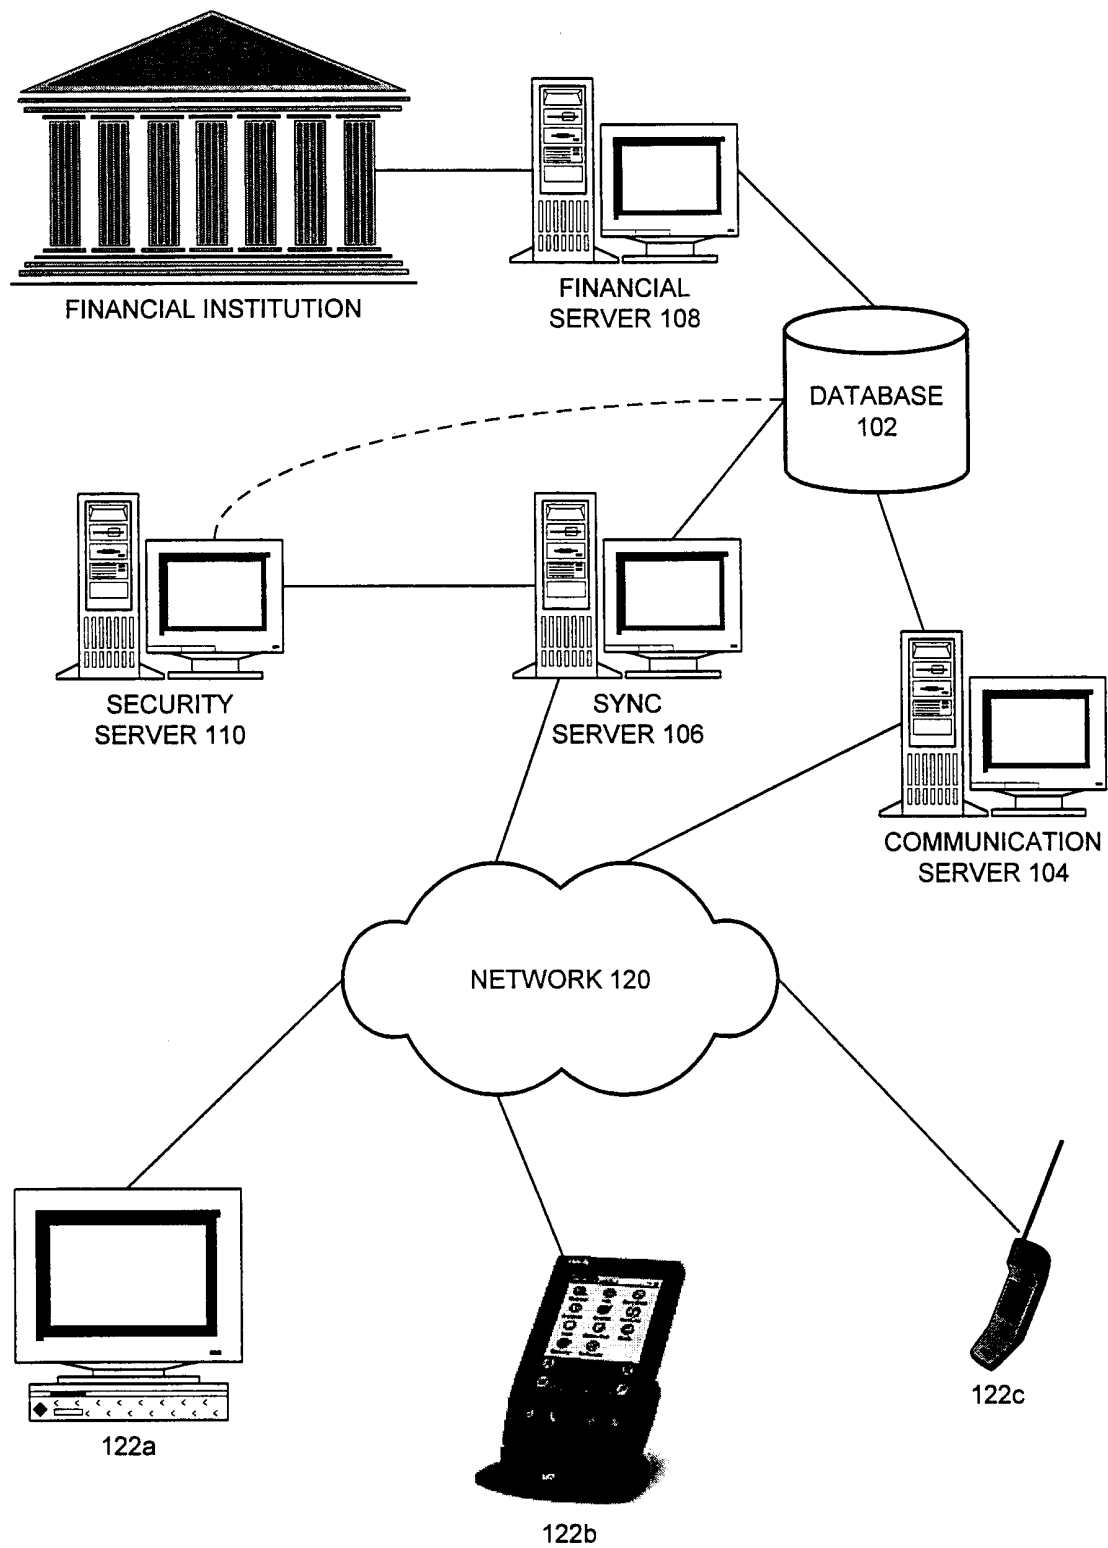 FINANCIAL INSTITUTION
FINANCIAL
SERVER 108
DATABASE
102
SECURITY
SERVER 110
SYNC
SERVER 106
COMMUNICATION
SERVER 104
NETWORK 120
122a
122b
122c